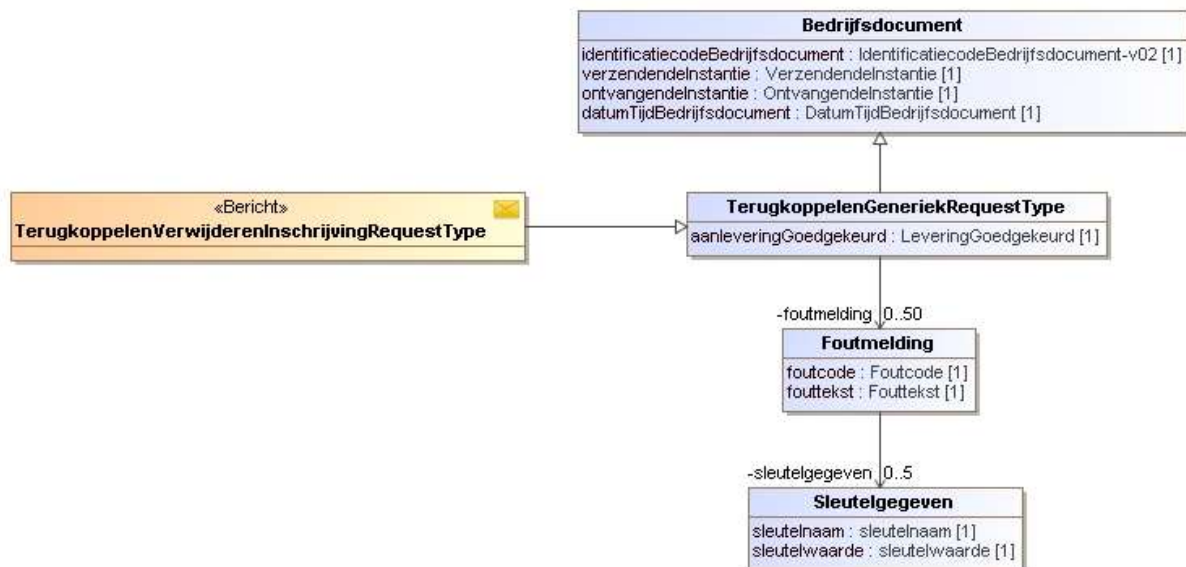 Bedrijfsdocument
identificatiecodeBedrijfsdocument : IdentificatiecodeBedrijfsdocument-v02 [1]
verzendendeInstantie : VerzendendeInstantie [1]
ontvangendeInstantie : OntvangendeInstantie [1]
datumTijdBedrijfsdocument : DatumTijdBedrijfsdocument [1]
«Bericht»
TerugkoppelenVerwijderenInschrijvingRequestType
TerugkoppelenGeneriekRequestType
aanleveringGoedgekeurd : LeveringGoedgekeurd [1]
-foutmelding 0..50
Foutmelding
foutcode : Foutcode [1]
fouttekst : Fouttekst [1]
-sleutelgegeven 0..5
Sleutelgegeven
sleutelnaam : sleutelnaam [1]
sleutelwaarde : sleutelwaarde [1]